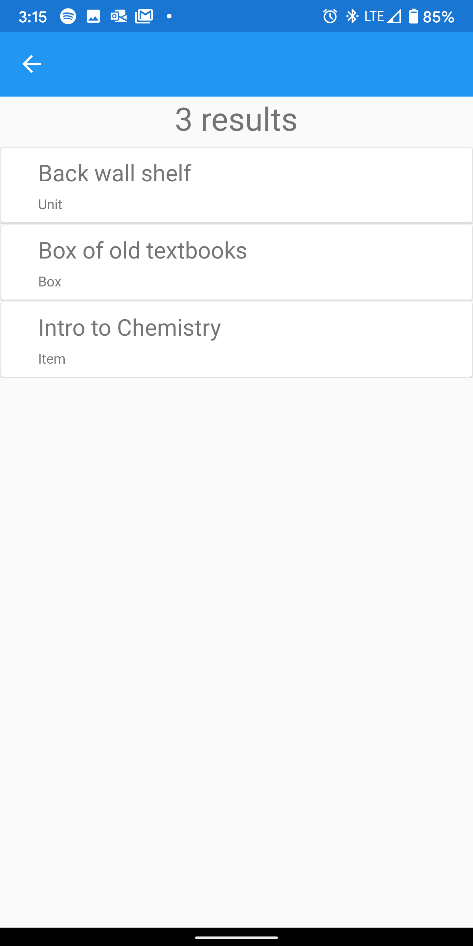 3:15 LTE 85%
3 results
Back wall shelf
Unit
Box of old textbooks
Box
Intro to Chemistry
Item